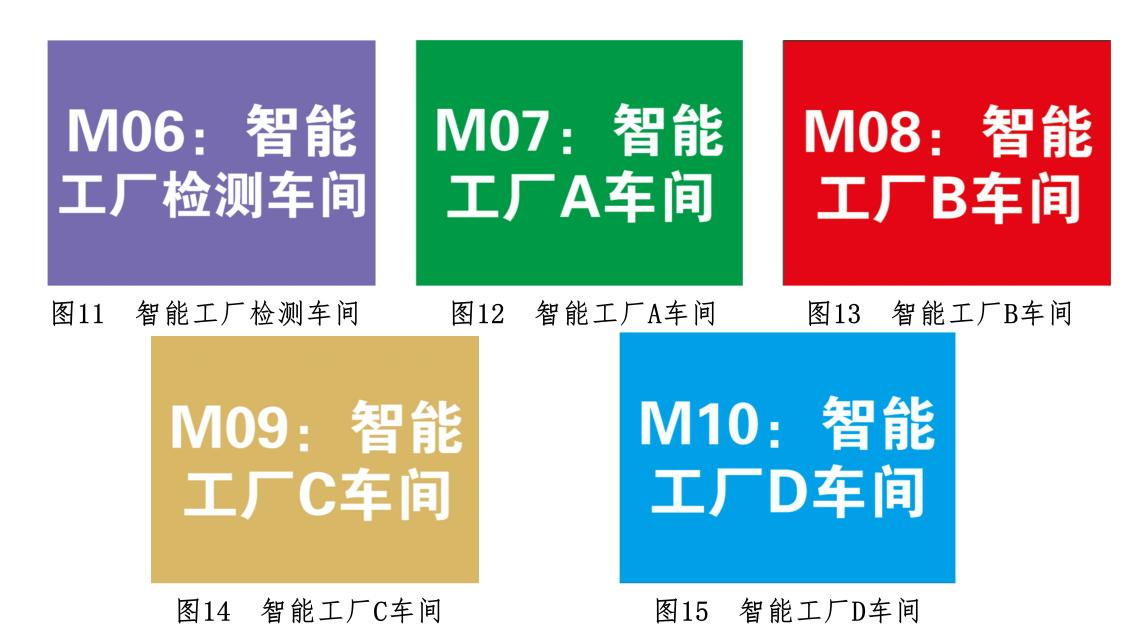 M06：智能
工厂检测车间
图11 智能工厂检测车间
M07：智能
工厂A车间
图12 智能工厂A车间
M08：智能
工厂B车间
图13 智能工厂B车间
M09：智能
工厂C车间
图14 智能工厂C车间
M10：智能
工厂D车间
图15 智能工厂D车间